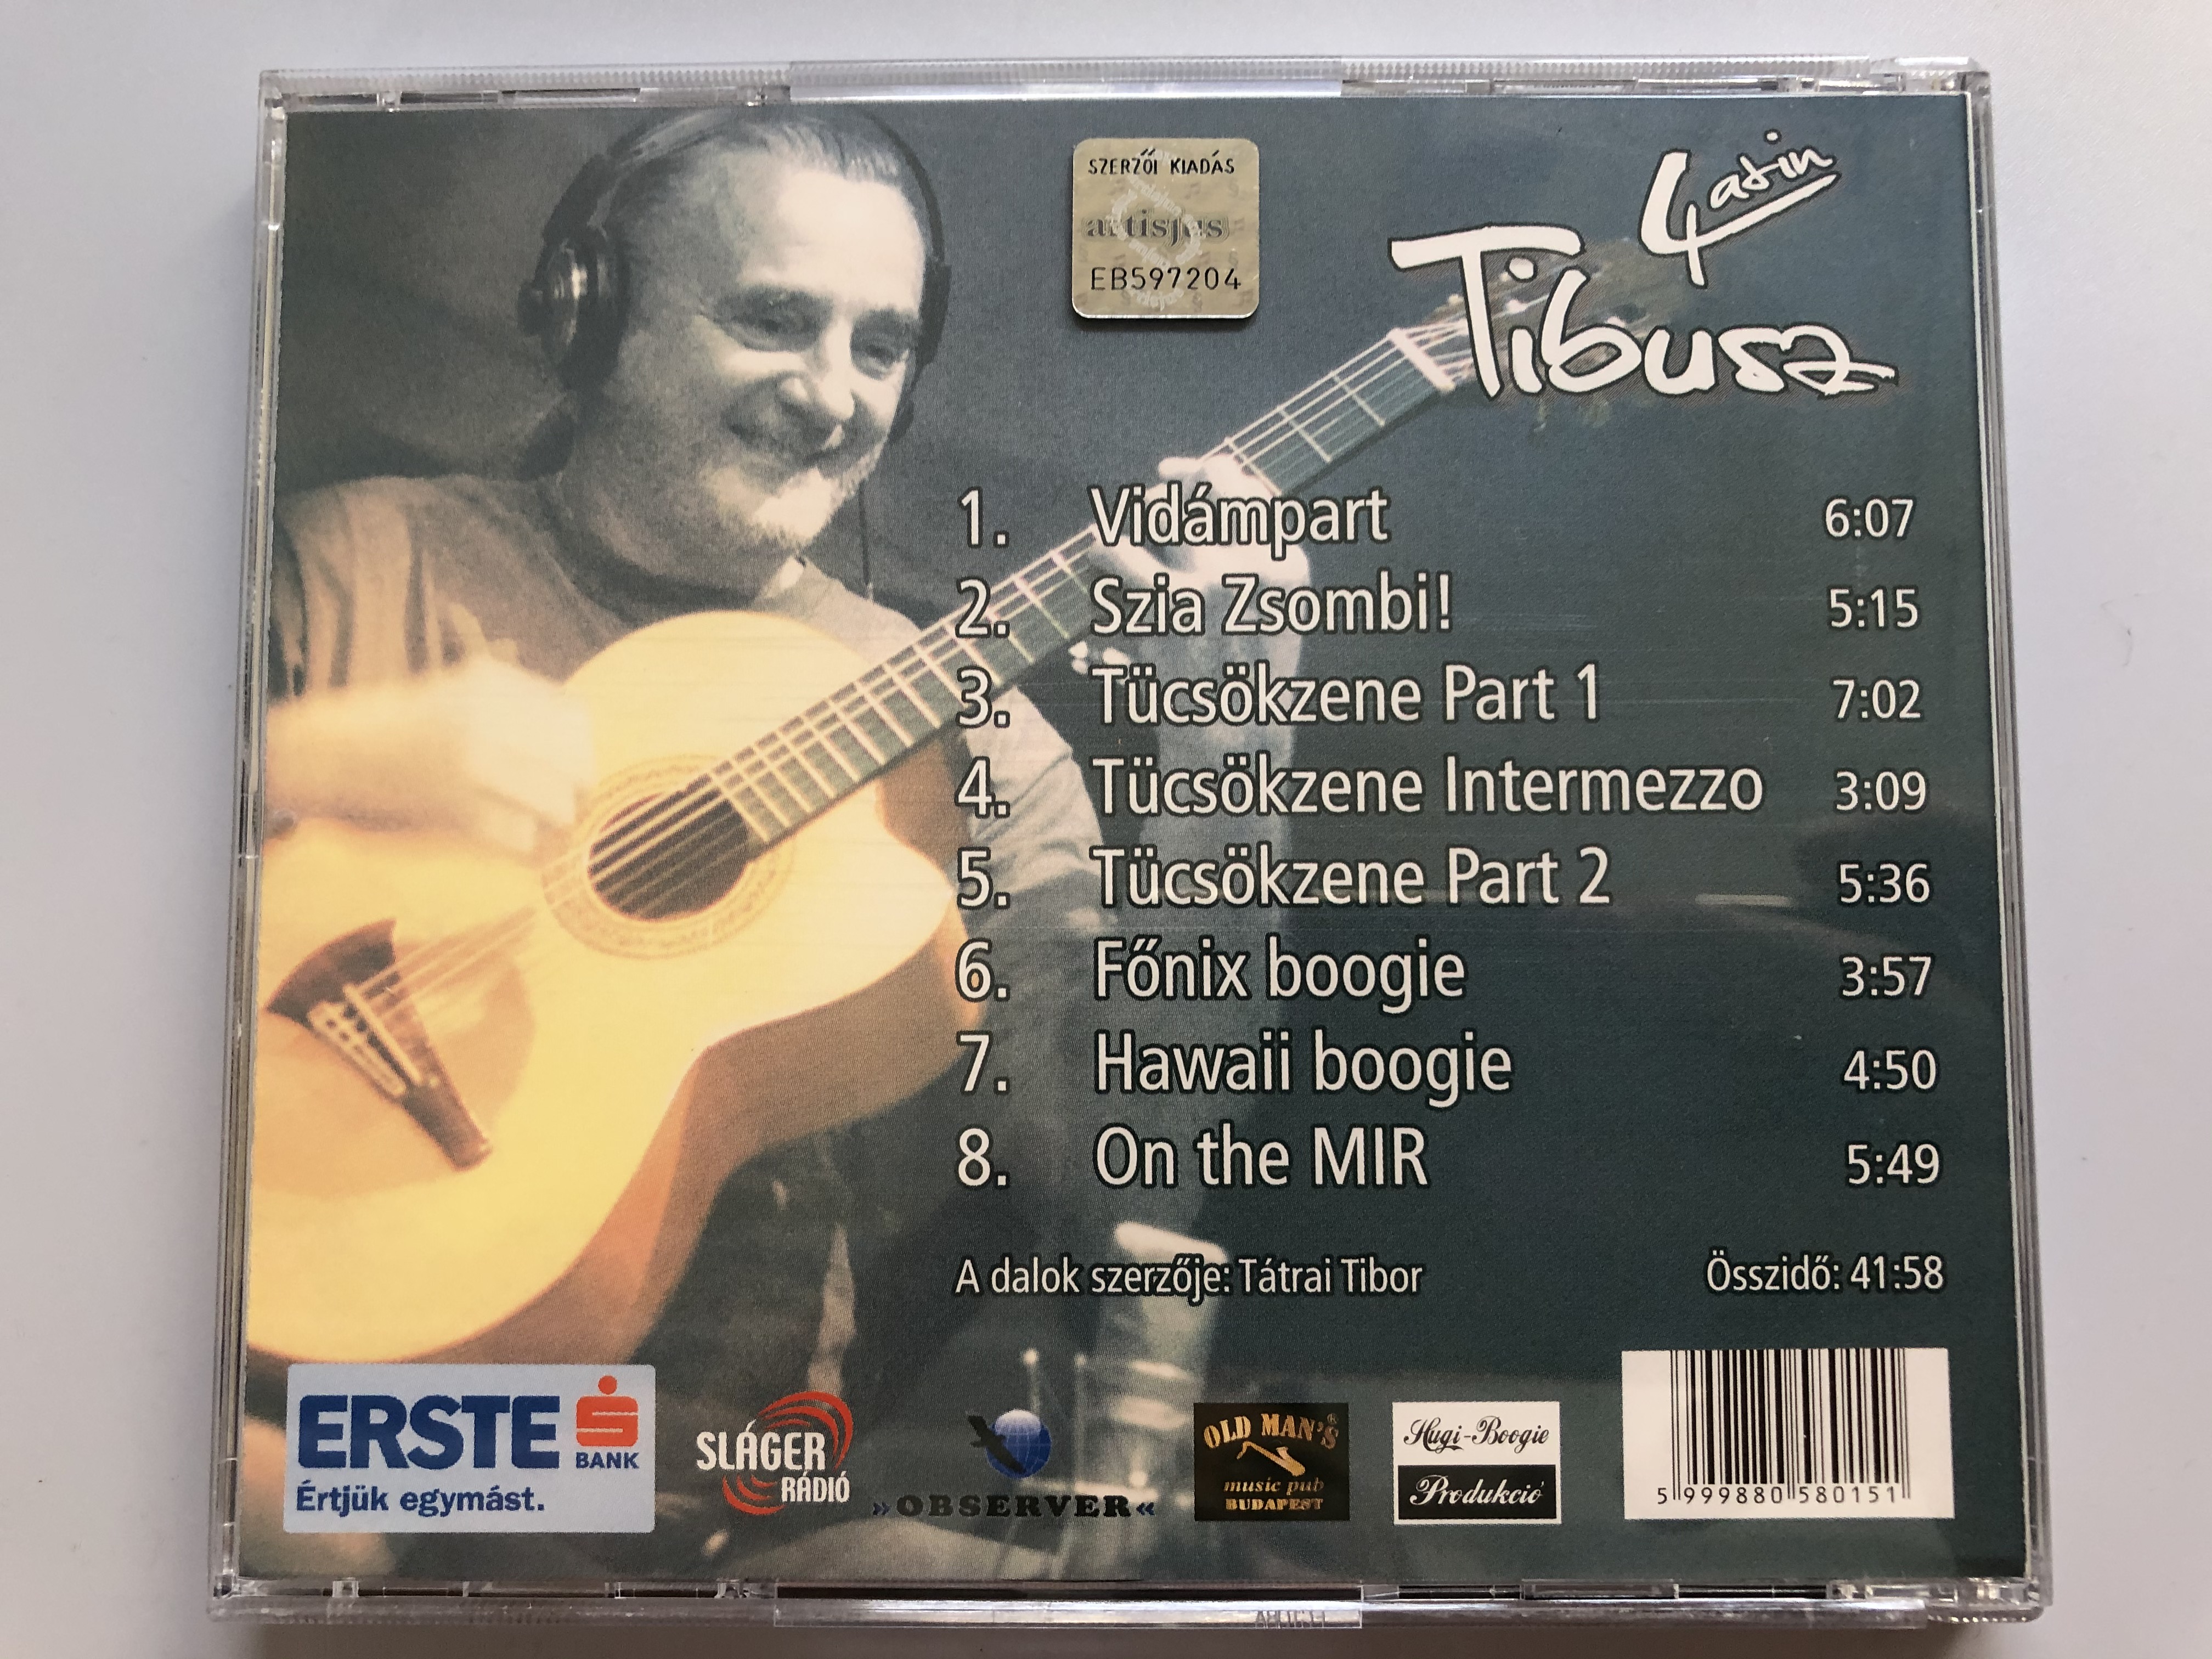 SZERZŐI KIADÁS
artisjus
EB597204
Latin
Tibusz
1. Vidámpart 6:07
2. Szia Zsombi! 5:15
3. Tücsökzene Part 1 7:02
4. Tücsökzene Intermezzo 3:09
5. Tücsökzene Part 2 5:36
6. Főnix boogie 3:57
7. Hawaii boogie 4:50
8. On the MIR 5:49
A dalok szerzője: Tátrai Tibor Összidő: 41:58
ERSTE
BANK
Értjük egymást.
SLÁGER
RÁDIÓ
»OBSERVER«
OLD MAN'S®
music pub
BUDAPEST
Hugi-Boogie
Produkció
5 999880 580151